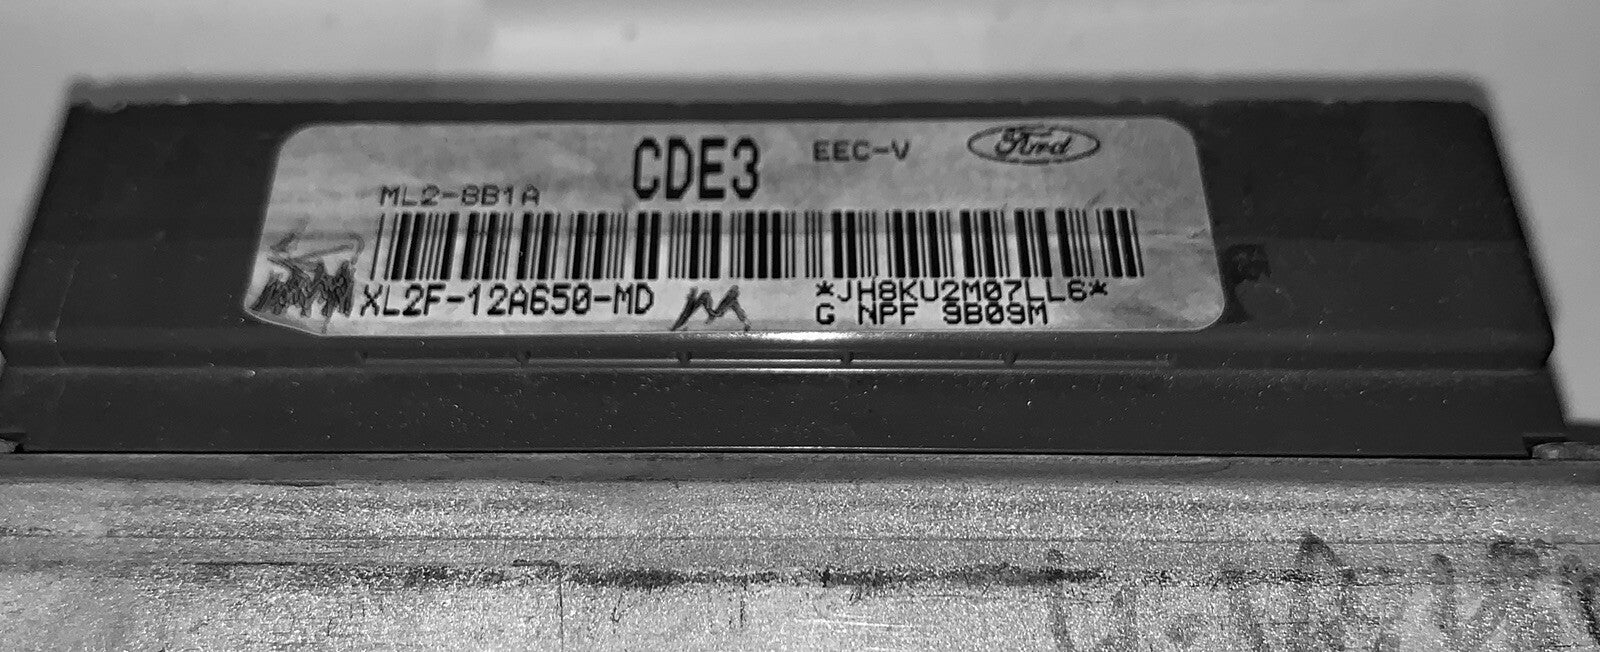 CDE3 EEC-V Ford
ML2-8B1A
XL2F-12A650-MD *JH8KU2M07LL6*
G NPF 9B09M